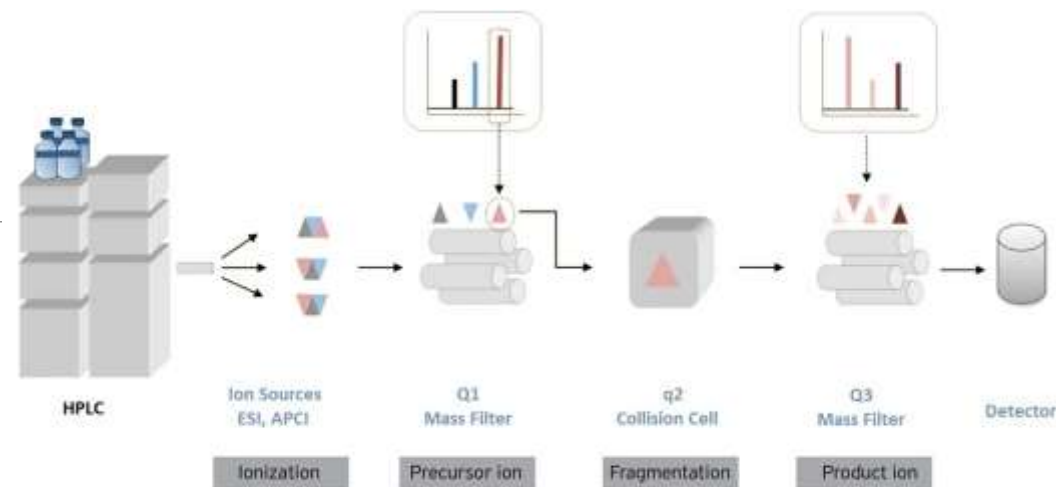 HPLC
Ion Sources
ESI, APCI
Q1
Mass Filter
q2
Collision Cell
Q3
Mass Filter
Detector
Ionization
Precursor ion
Fragmentation
Product ion